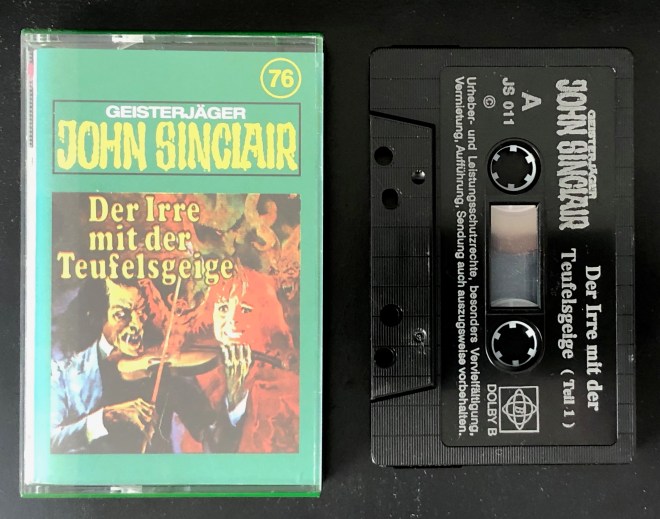 76
GEISTERJÄGER
JOHN SINCLAIR
Der Irre
mit der
Teufelsgeige
GEISTERJÄGER
JOHN SINCLAIR
Der Irre mit der
Teufelsgeige (Teil 1)
A
JS 011
©
DOLBY B
Urheber- und Leistungsschutzrechte, besonders Vervielfältigung,
Vermietung, Aufführung, Sendung auch auszugsweise vorbehalten.